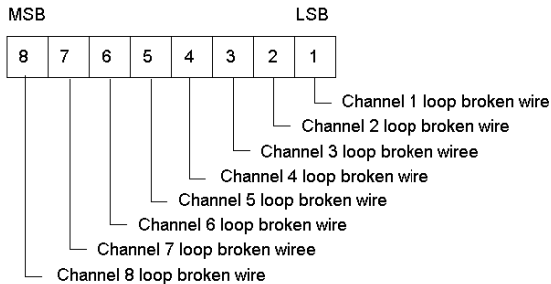 MSB LSB
8 7 6 5 4 3 2 1
Channel 1 loop broken wire
Channel 2 loop broken wire
Channel 3 loop broken wiree
Channel 4 loop broken wire
Channel 5 loop broken wire
Channel 6 loop broken wire
Channel 7 loop broken wiree
Channel 8 loop broken wire